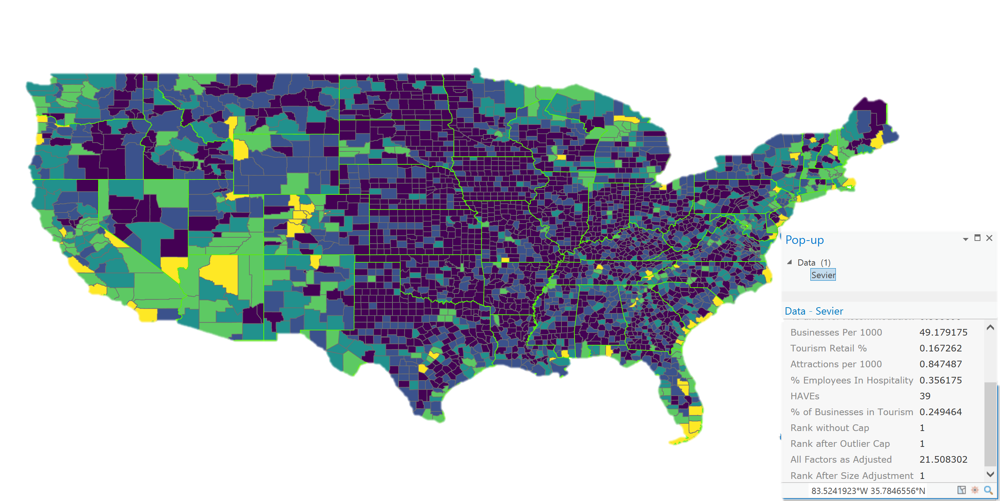 Pop-up
Data (1)
Sevier
Data - Sevier
Businesses Per 1000 49.179175
Tourism Retail % 0.167262
Attractions per 1000 0.847487
% Employees In Hospitality 0.356175
HAVEs 39
% of Businesses in Tourism 0.249464
Rank without Cap 1
Rank after Outlier Cap 1
All Factors as Adjusted 21.508302
Rank After Size Adjustment 1
83.5241923°W 35.7846556°N